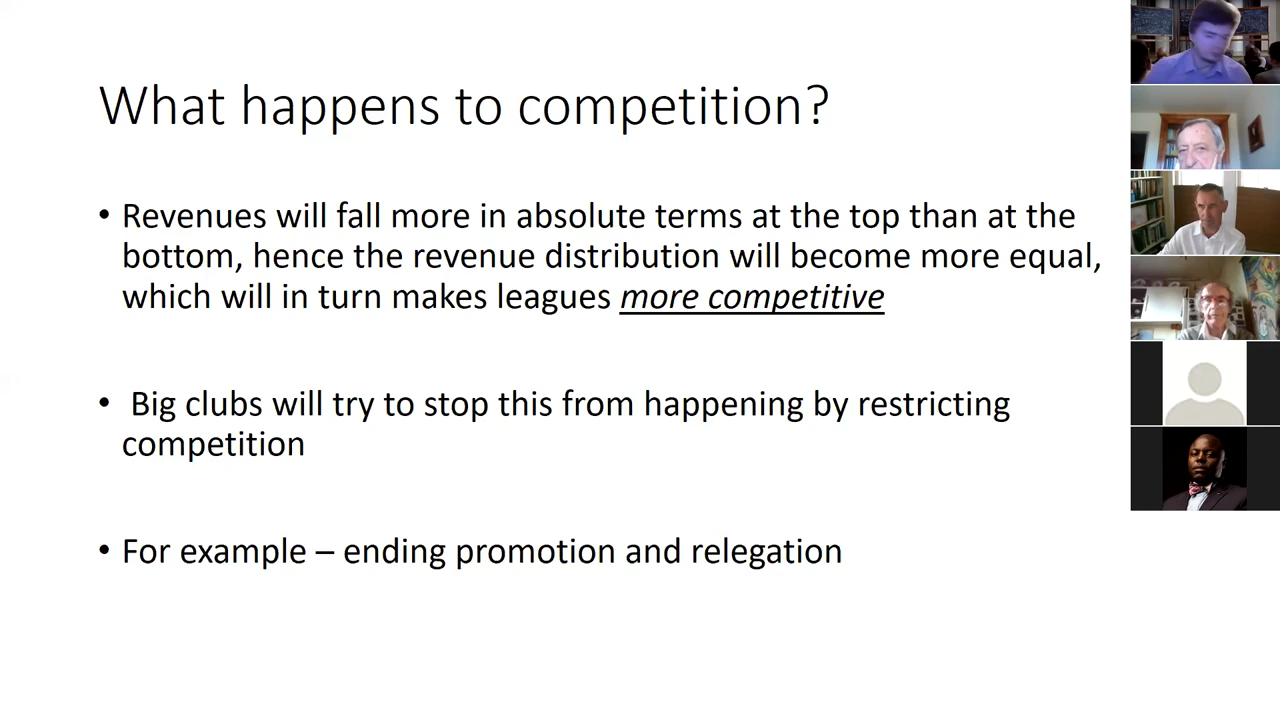 What happens to competition?
• Revenues will fall more in absolute terms at the top than at the
bottom, hence the revenue distribution will become more equal,
which will in turn makes leagues more competitive
• Big clubs will try to stop this from happening by restricting
competition
• For example – ending promotion and relegation